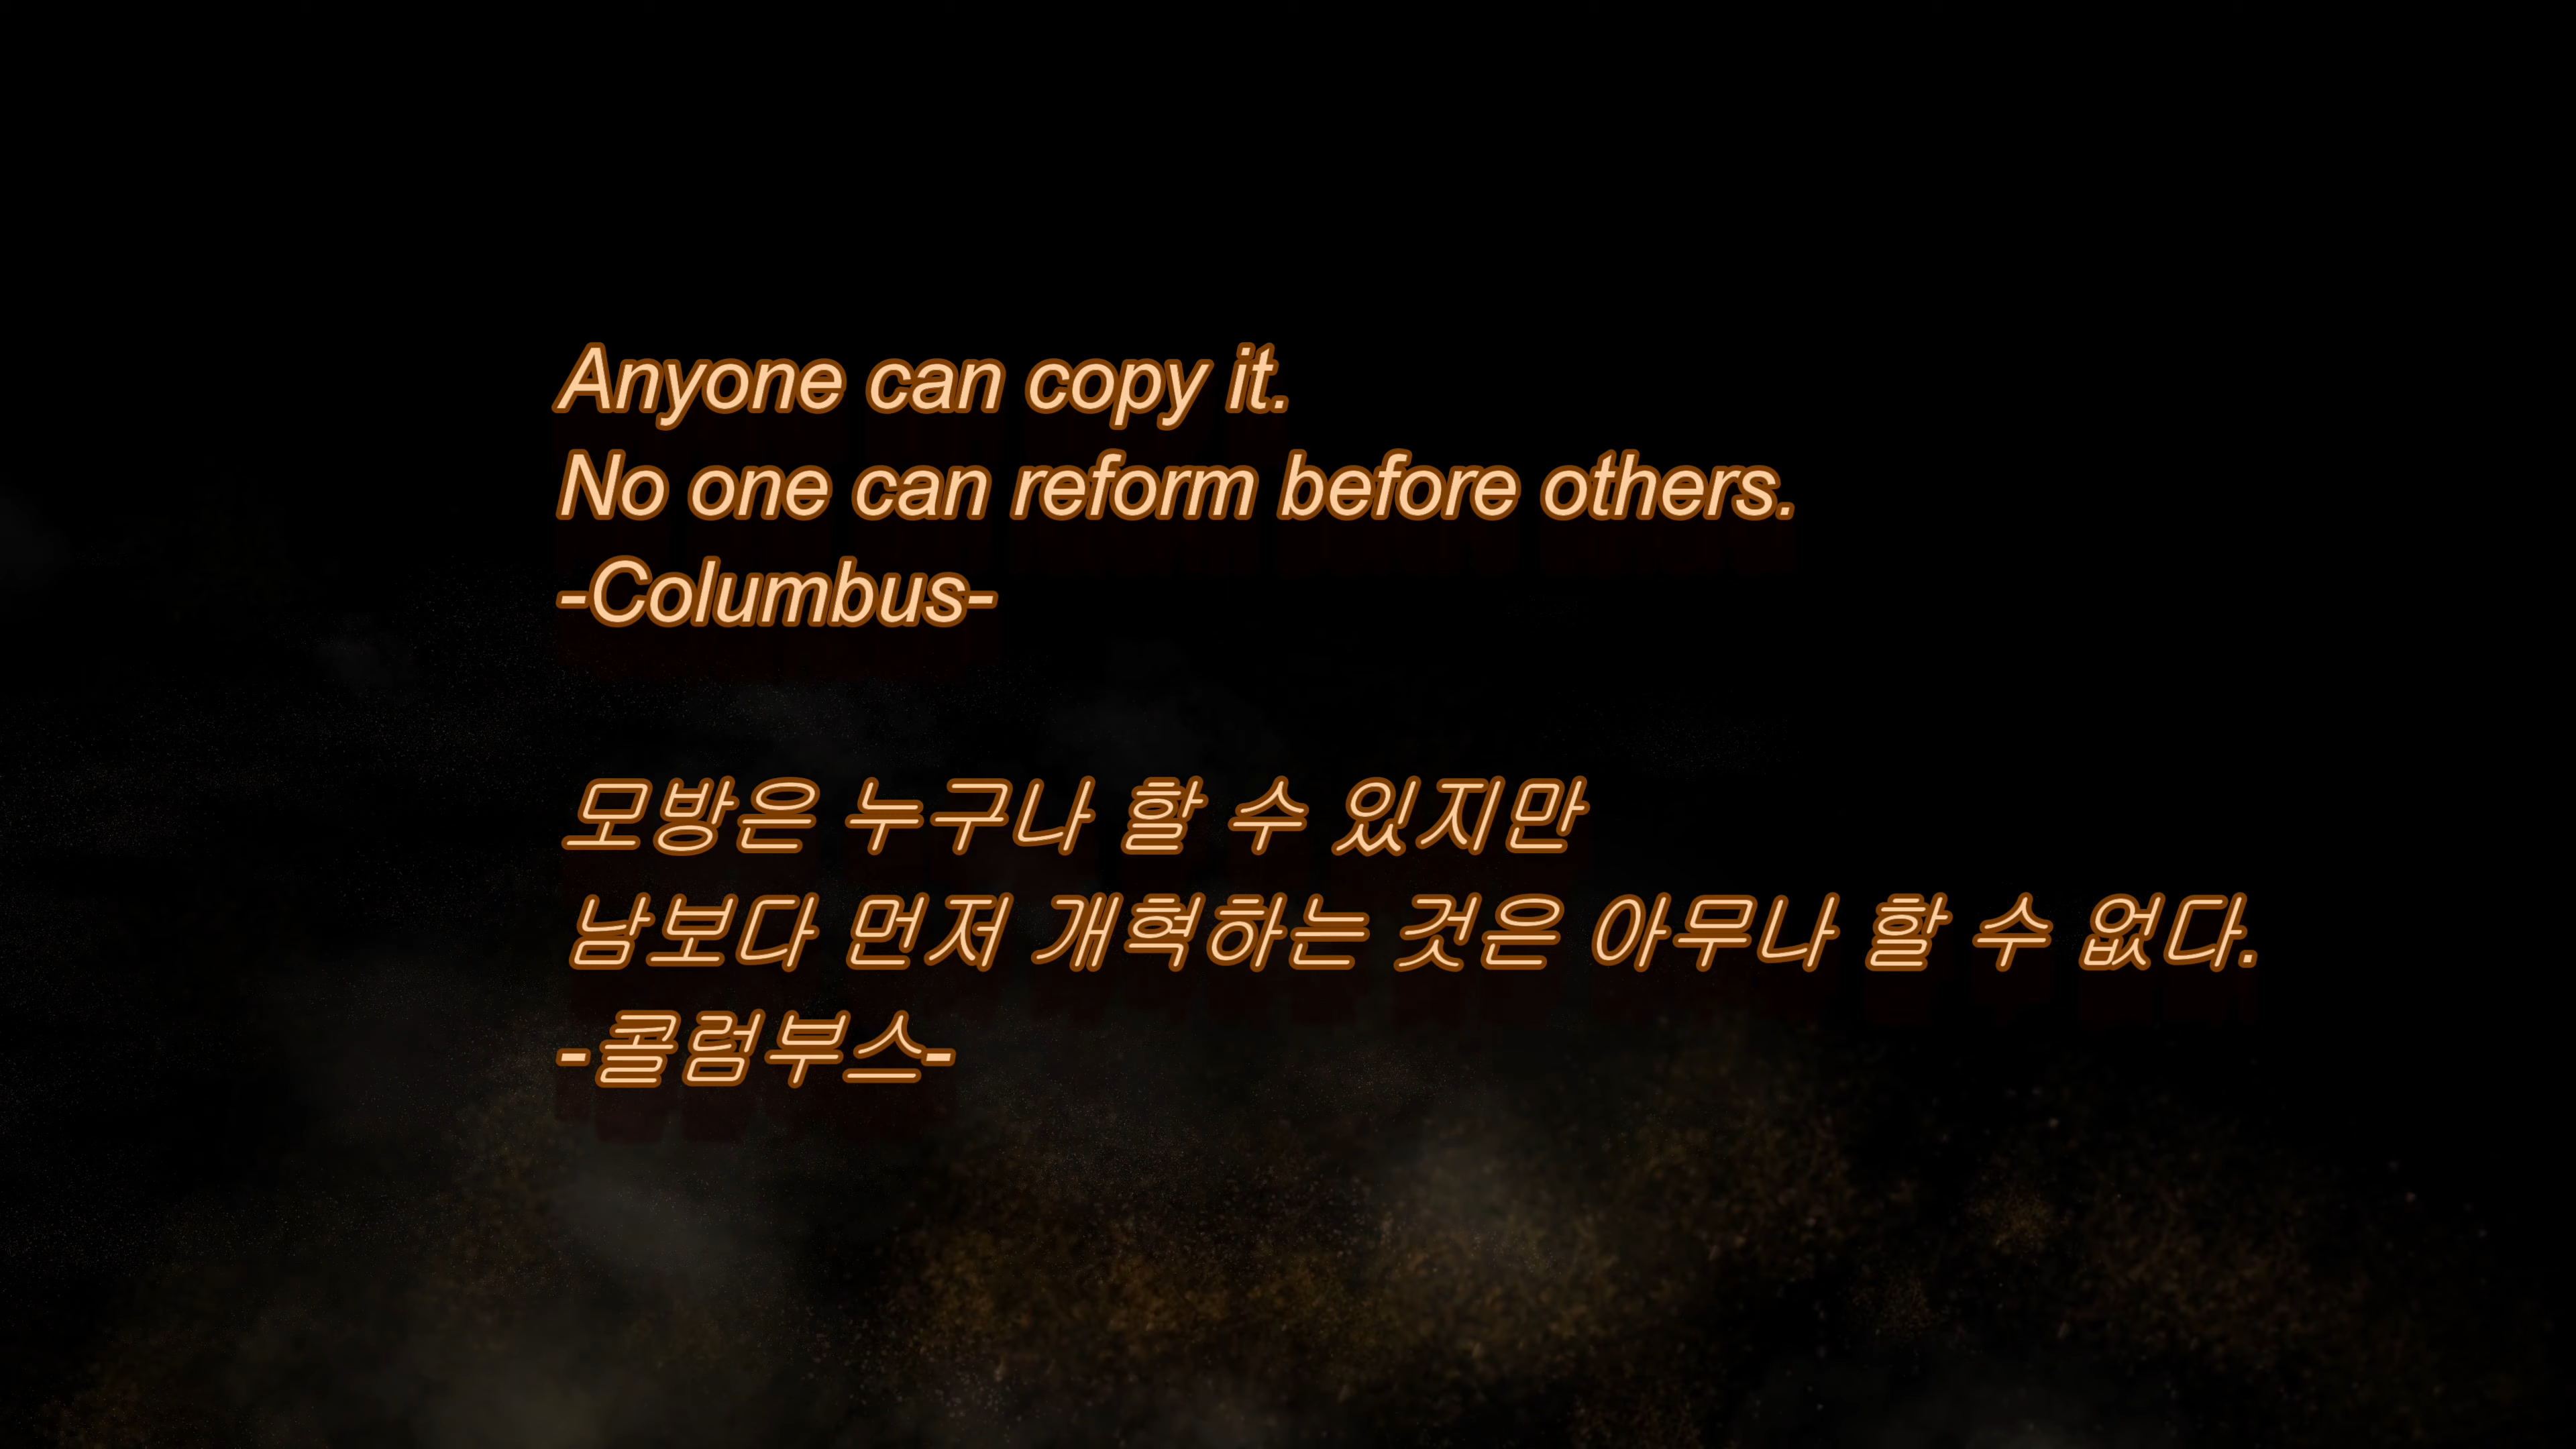 Anyone can copy it.
No one can reform before others.
-Columbus-
모방은 누구나 할 수 있지만
남보다 먼저 개혁하는 것은 아무나 할 수 없다.
-콜럼부스-